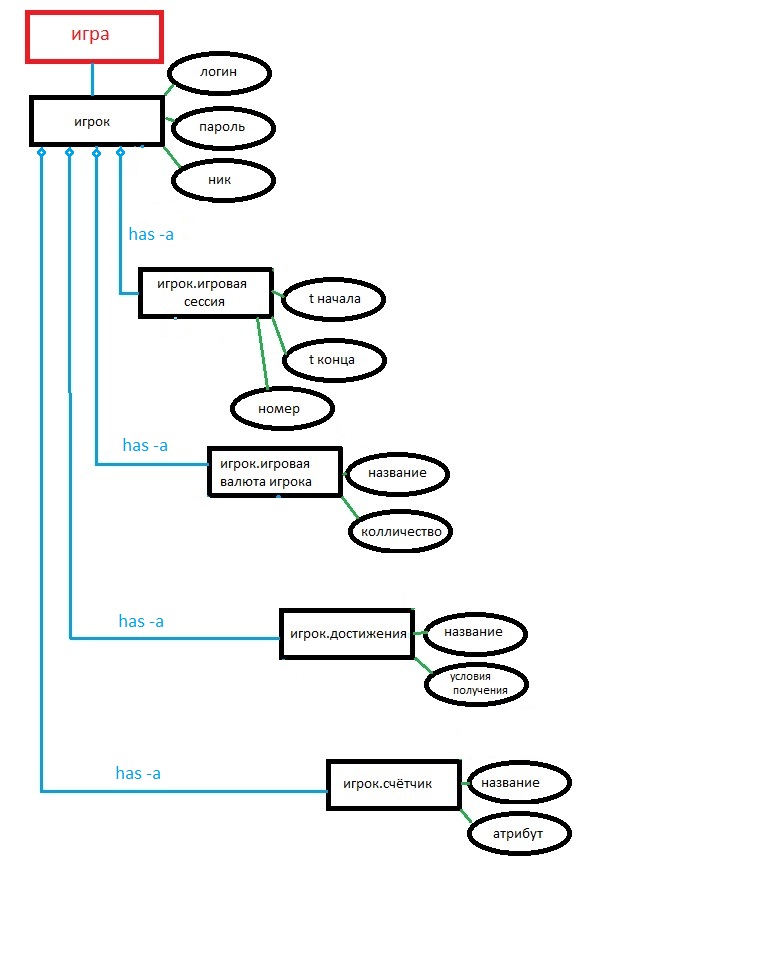 игра
логин
игрок
пароль
ник
has -a
игрок.игровая
сессия
t начала
t конца
номер
has -a
игрок.игровая
валюта игрока
название
колличество
has -a
игрок.достижения
название
условия
получения
has -a
игрок.счётчик
название
атрибут